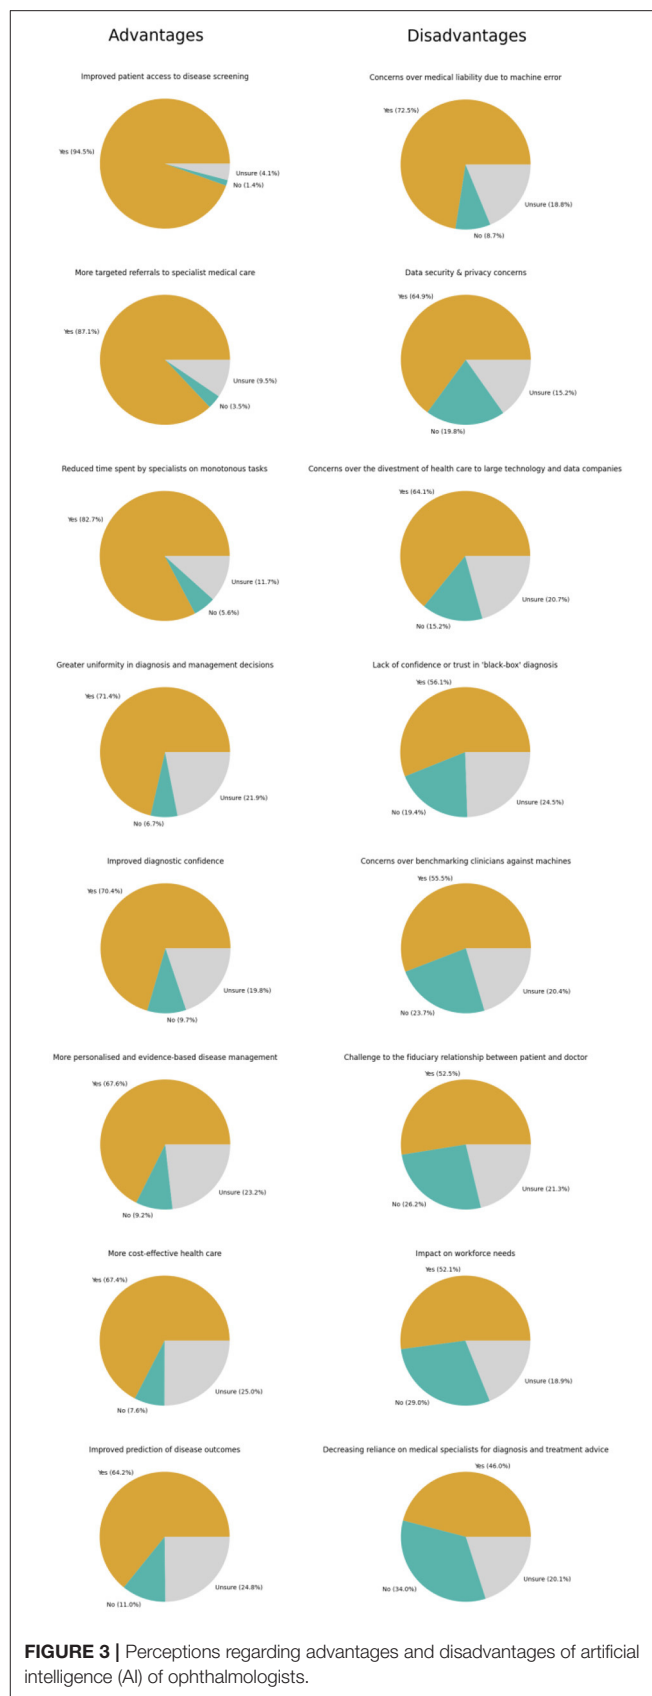 Advantages
Disadvantages
Improved patient access to disease screening
Yes (94.5%)
Unsure (4.1%)
No (1.4%)
Concerns over medical liability due to machine error
Yes (72.5%)
Unsure (18.8%)
No (8.7%)
More targeted referrals to specialist medical care
Yes (87.1%)
Unsure (9.5%)
No (3.5%)
Data security & privacy concerns
Yes (64.9%)
Unsure (15.2%)
No (19.8%)
Reduced time spent by specialists on monotonous tasks
Yes (82.7%)
Unsure (11.7%)
No (5.6%)
Concerns over the divestment of health care to large technology and data companies
Yes (64.1%)
Unsure (20.7%)
No (15.2%)
Greater uniformity in diagnosis and management decisions
Yes (71.4%)
Unsure (21.9%)
No (6.7%)
Lack of confidence or trust in 'black-box' diagnosis
Yes (56.1%)
Unsure (24.5%)
No (19.4%)
Improved diagnostic confidence
Yes (70.4%)
Unsure (19.8%)
No (9.7%)
Concerns over benchmarking clinicians against machines
Yes (55.5%)
Unsure (20.4%)
No (23.7%)
More personalised and evidence-based disease management
Yes (67.6%)
Unsure (23.2%)
No (9.2%)
Challenge to the fiduciary relationship between patient and doctor
Yes (52.5%)
Unsure (21.3%)
No (26.2%)
More cost-effective health care
Yes (67.4%)
Unsure (25.0%)
No (7.6%)
Impact on workforce needs
Yes (52.1%)
Unsure (18.9%)
No (29.0%)
Improved prediction of disease outcomes
Yes (64.2%)
Unsure (24.8%)
No (11.0%)
Decreasing reliance on medical specialists for diagnosis and treatment advice
Yes (46.0%)
Unsure (20.1%)
No (34.0%)
FIGURE 3 | Perceptions regarding advantages and disadvantages of artificial
intelligence (AI) of ophthalmologists.